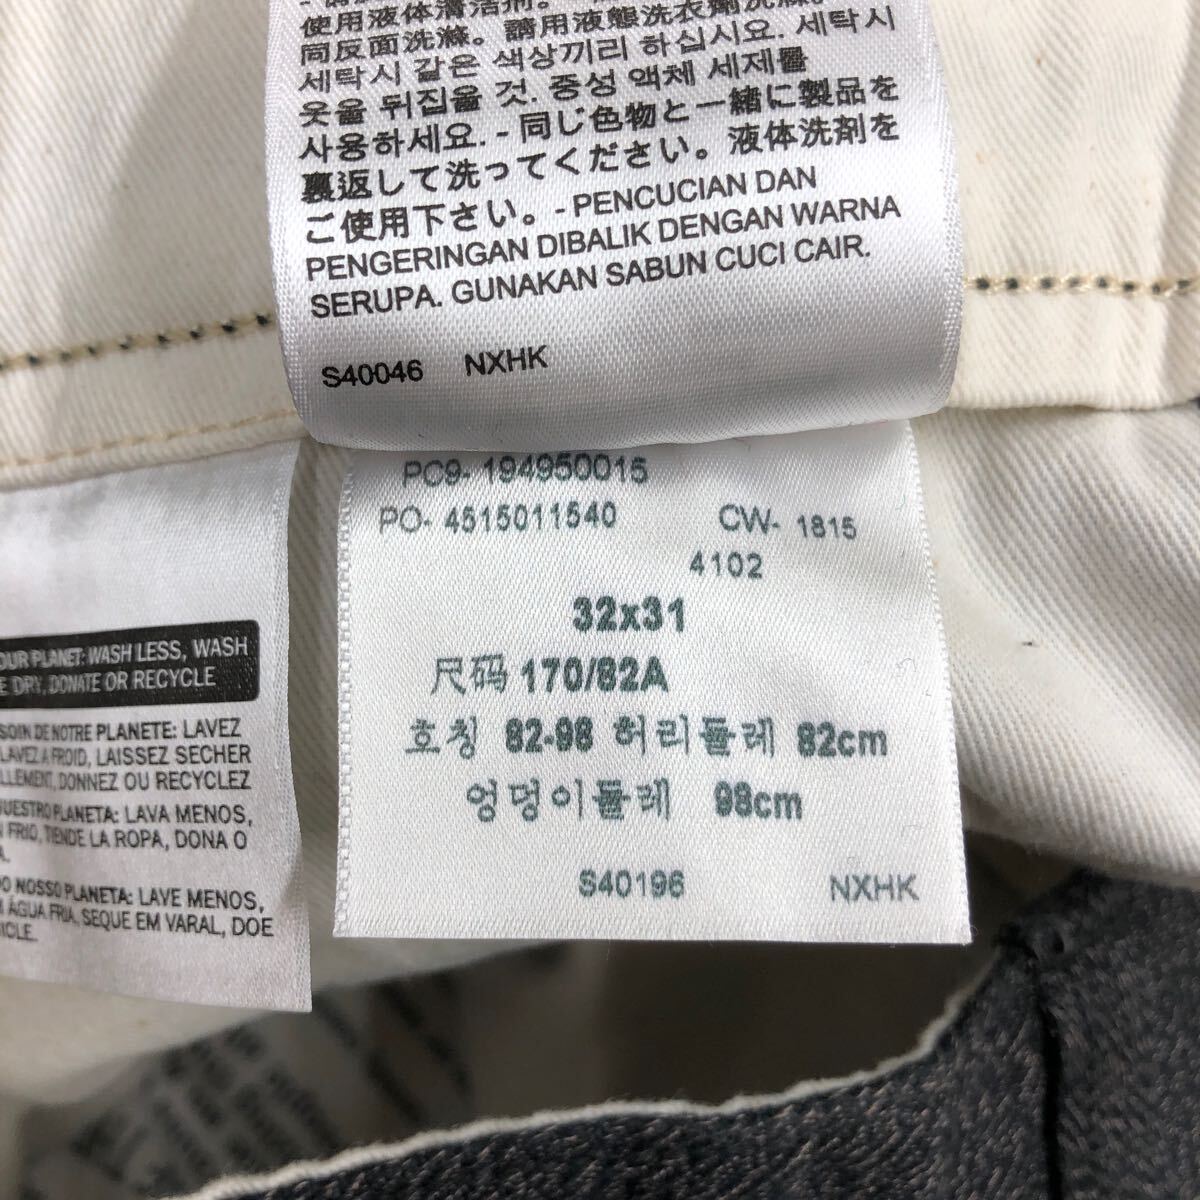 使用液体清洁剂。
同反面洗滌。請用液態洗衣劑洗滌。
세탁시 같은 색상끼리 하십시요. 세탁시
옷을 뒤집을 것. 중성 액체 세제를
사용하세요. - 同じ色物と一緒に製品を
裏返して洗ってください。液体洗剤を
ご使用下さい。- PENCUCIAN DAN
PENGERINGAN DIBALIK DENGAN WARNA
SERUPA. GUNAKAN SABUN CUCI CAIR.
S40046 NXHK
PC9- 194950015
PO- 4515011540 CW- 1815
4102
32x31
尺码 170/82A
호칭 82-98 허리둘레 82cm
엉덩이둘레 98cm
S40196 NXHK
OUR PLANET: WASH LESS, WASH
E DRY, DONATE OR RECYCLE
SOIN DE NOTRE PLANETE: LAVEZ
LAVEZ A FROID, LAISSEZ SECHER
LLEMENT, DONNEZ OU RECYCLEZ
UESTRO PLANETA: LAVA MENOS,
N FRIO, TIENDE LA ROPA, DONA O
A.
DO NOSSO PLANETA: LAVE MENOS,
M ÁGUA FRIA, SEQUE EM VARAL, DOE
ICLE.